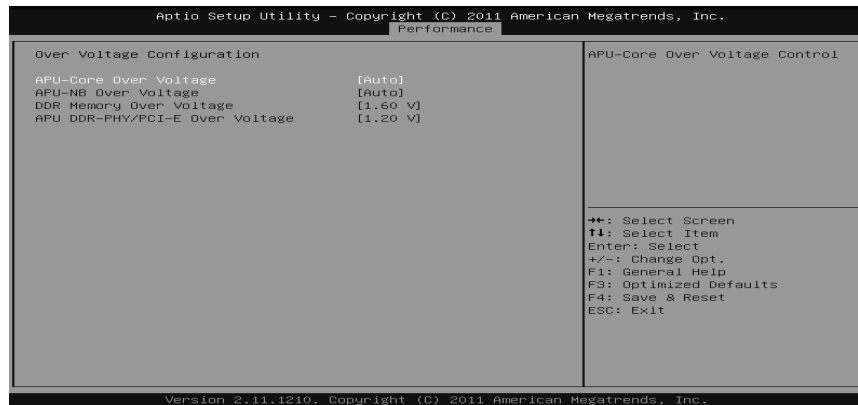 Aptio Setup Utility – Copyright (C) 2011 American Megatrends, Inc.
Performance
Over Voltage Configuration
APU-Core Over Voltage [Auto]
APU-NB Over Voltage [Auto]
DDR Memory Over Voltage [1.60 V]
APU DDR-PHY/PCI-E Over Voltage [1.20 V]
APU-Core Over Voltage Control
→←: Select Screen
↑↓: Select Item
Enter: Select
+/-: Change Opt.
F1: General Help
F3: Optimized Defaults
F4: Save & Reset
ESC: Exit
Version 2.11.1210. Copyright (C) 2011 American Megatrends, Inc.